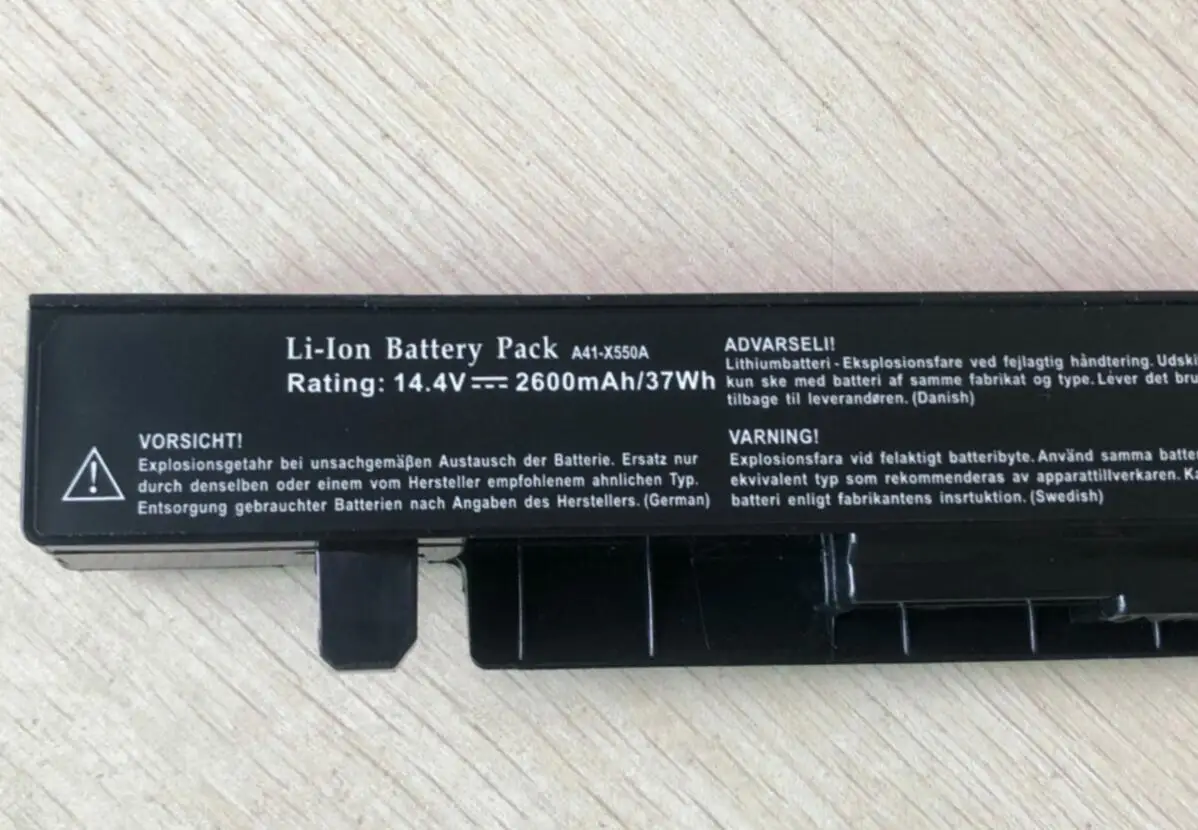 Li-Ion Battery Pack A41-X550A
Rating: 14.4V⎓2600mAh/37Wh
VORSICHT!
Explosionsgetahr bei unsachgemäßen Austausch der Batterie. Ersatz nur
durch denselben oder einem vom Hersteller empfohlenem ahnlichen Typ.
Entsorgung gebrauchter Batterien nach Angaben des Herstellers. (German)
ADVARSELI!
Lithiumbatteri - Eksplosionsfare ved fejlagtig håndtering. Udski
kun ske med batteri af samme fabrikat og type. Léver det bru
tilbage til leverandøren. (Danish)
VARNING!
Explosionsfara vid felaktigt batteribyte. Använd samma batte
ekvivalent typ som rekommenderas av apparattillverkaren. Ka
batteri enligt fabrikantens insrtuktion. (Swedish)